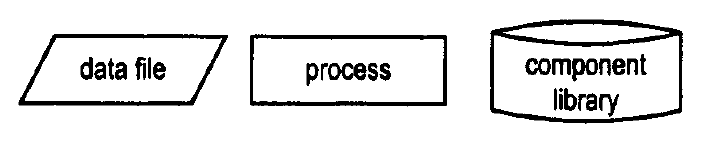 data file
process
component
library